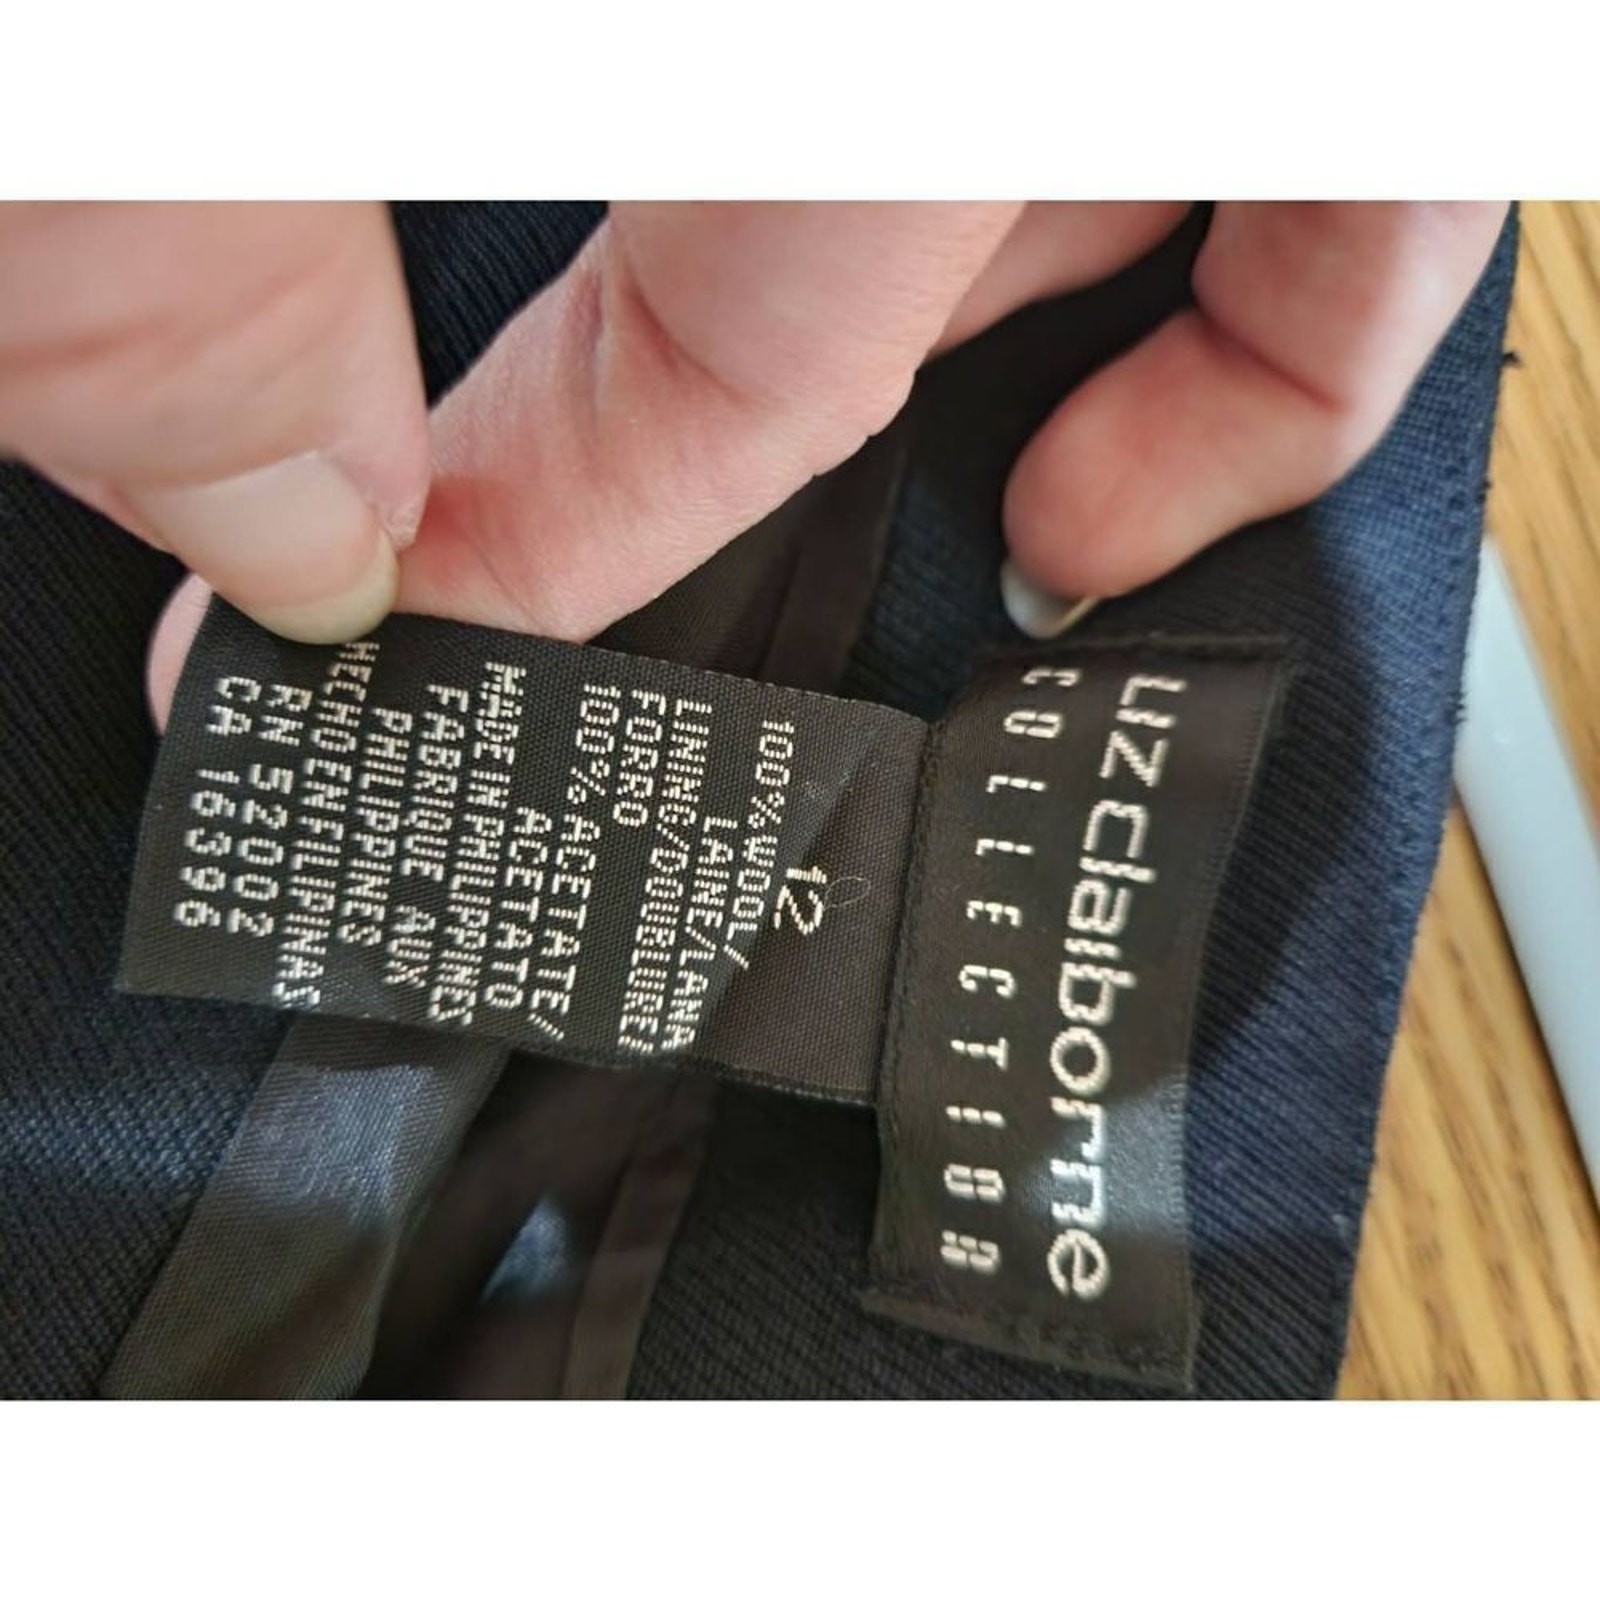 liz claiborne
COLLECTION
12
100% WOOL/
LAINE/LANA
LINING/DOUBLURE/
FORRO
100% ACETATE/
ACETATO
MADE IN PHILIPPINES
FABRIQUE AUX
PHILIPPINES
HECHO EN FILIPINAS
RN 52002
CA 16396